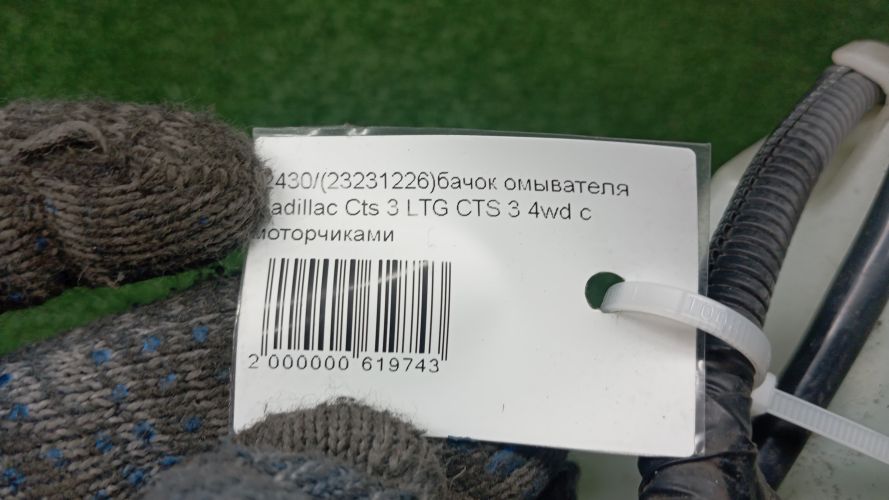 2430/(23231226)бачок омывателя
adillac Cts 3 LTG CTS 3 4wd с
моторчиками
2 000000 619743